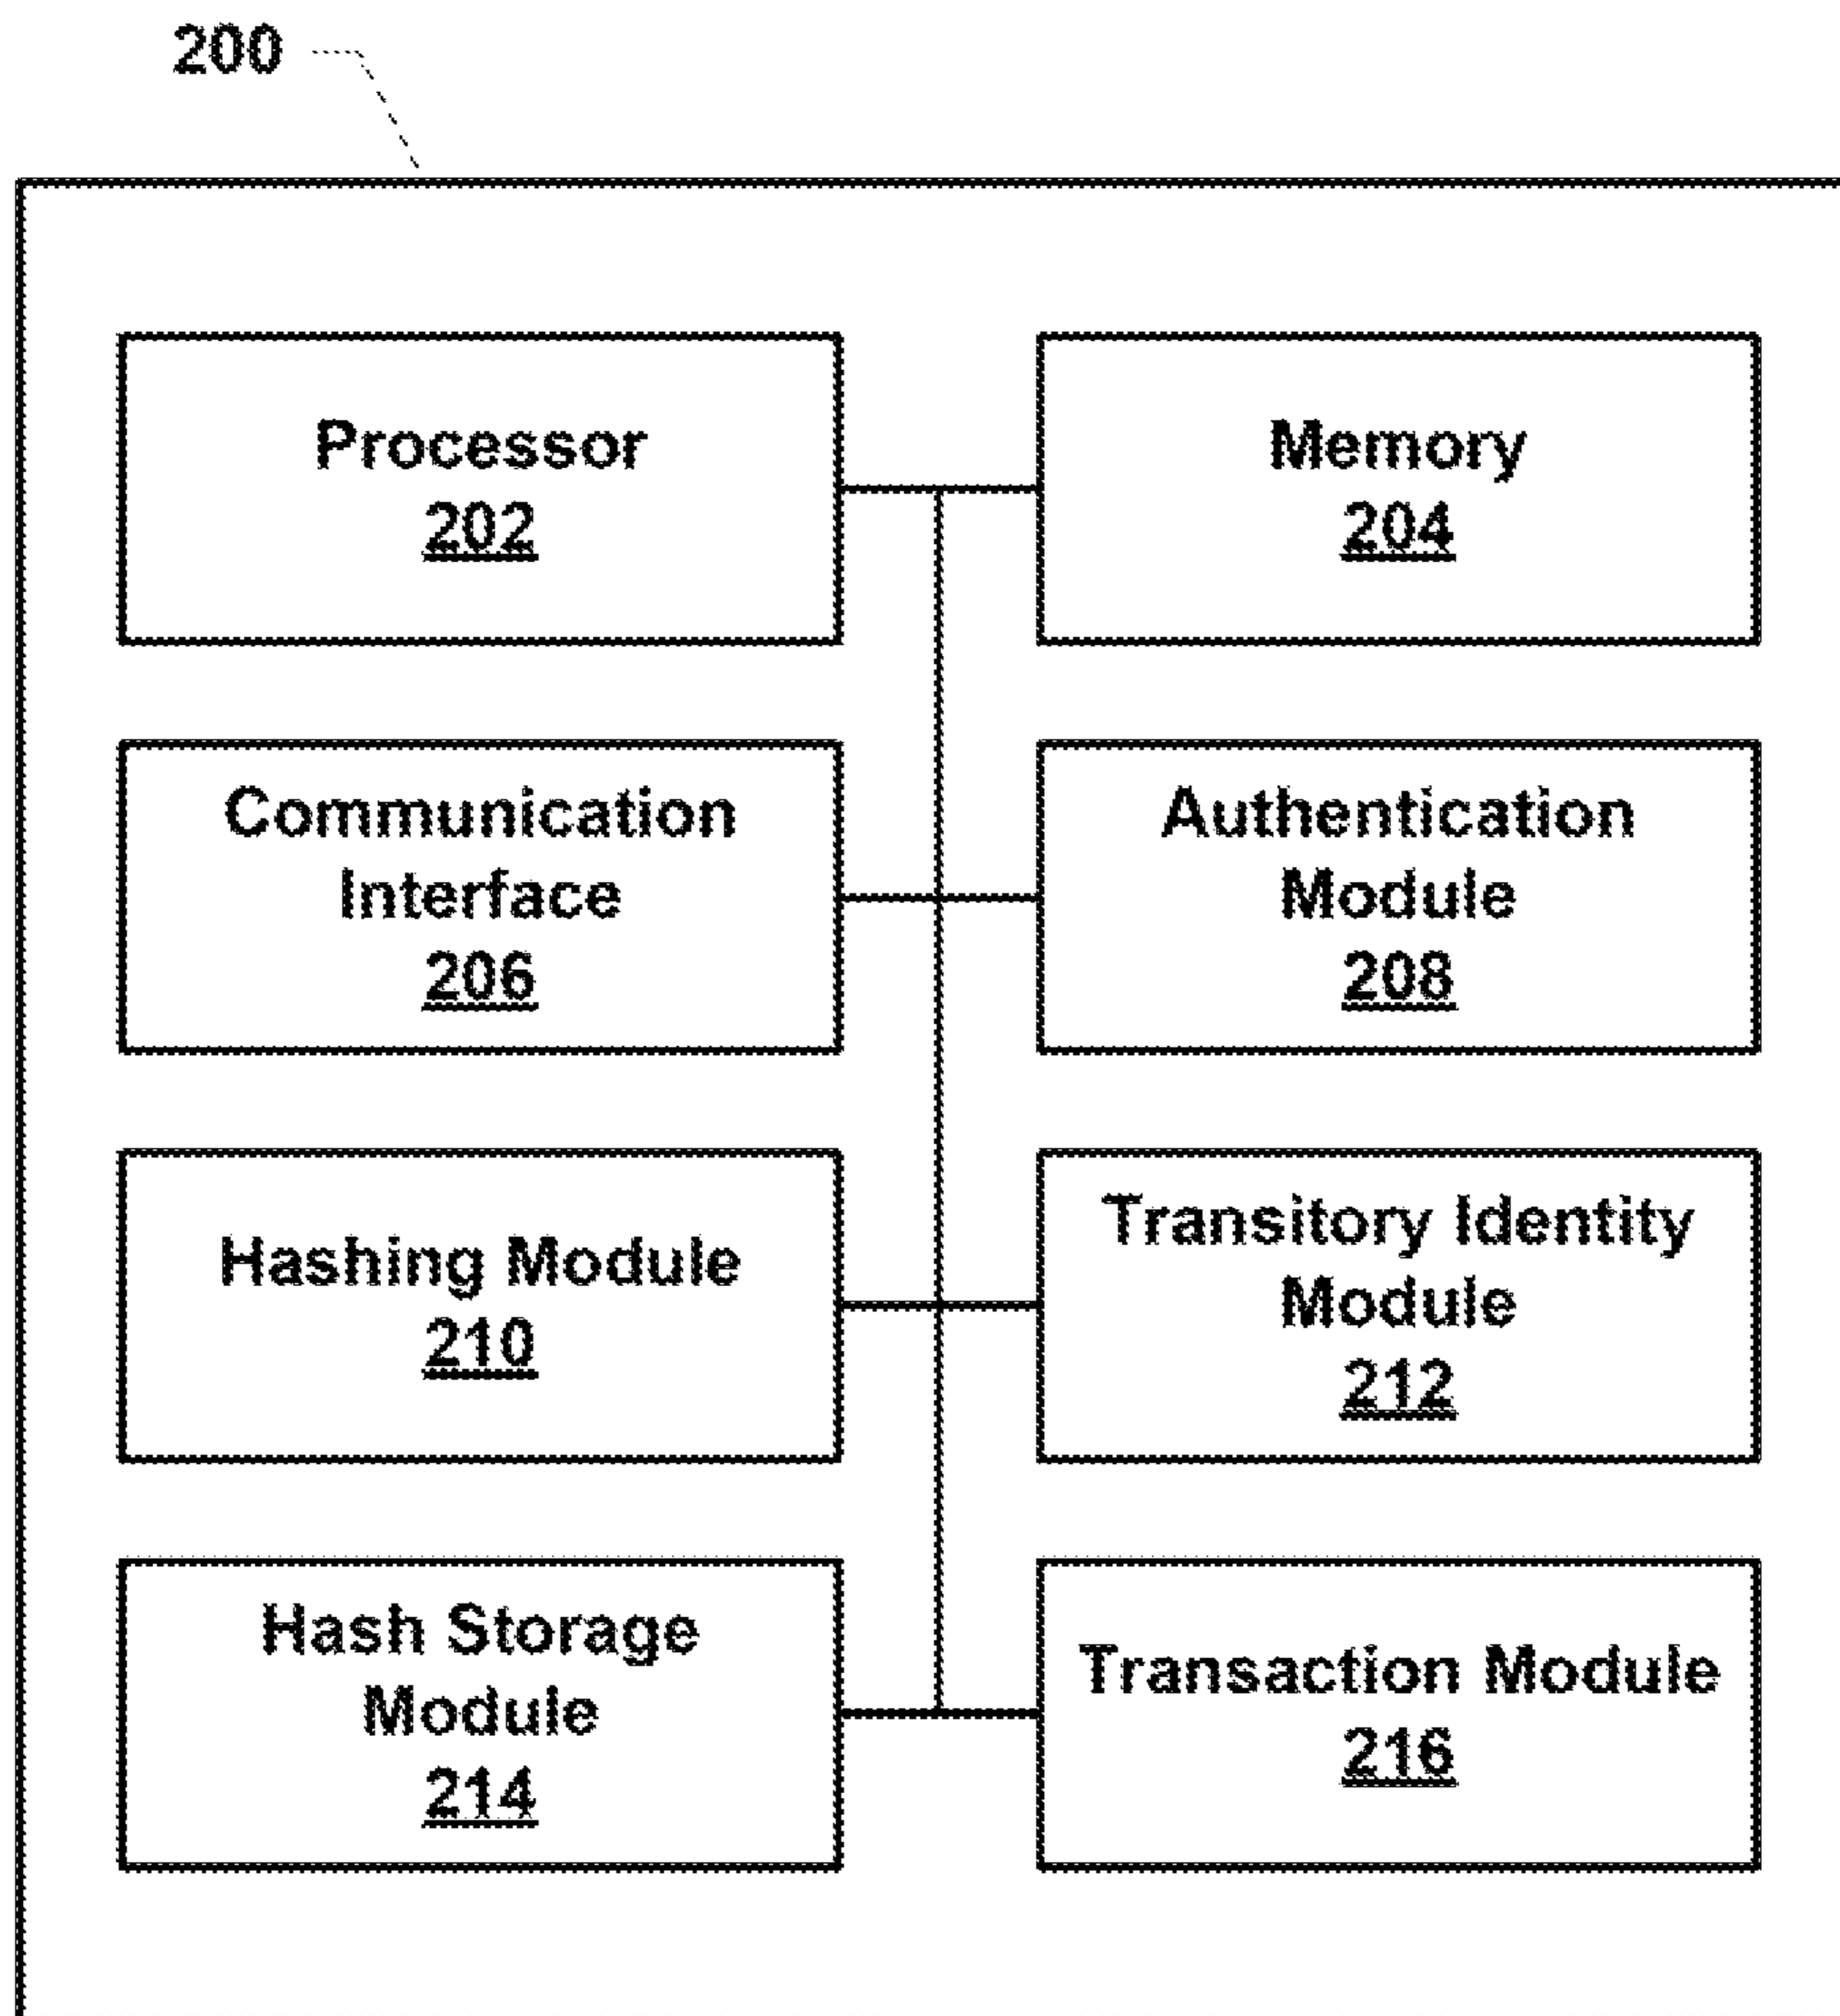 200
Processor
202
Memory
204
Communication
Interface
206
Authentication
Module
208
Hashing Module
210
Transitory Identity
Module
212
Hash Storage
Module
214
Transaction Module
216